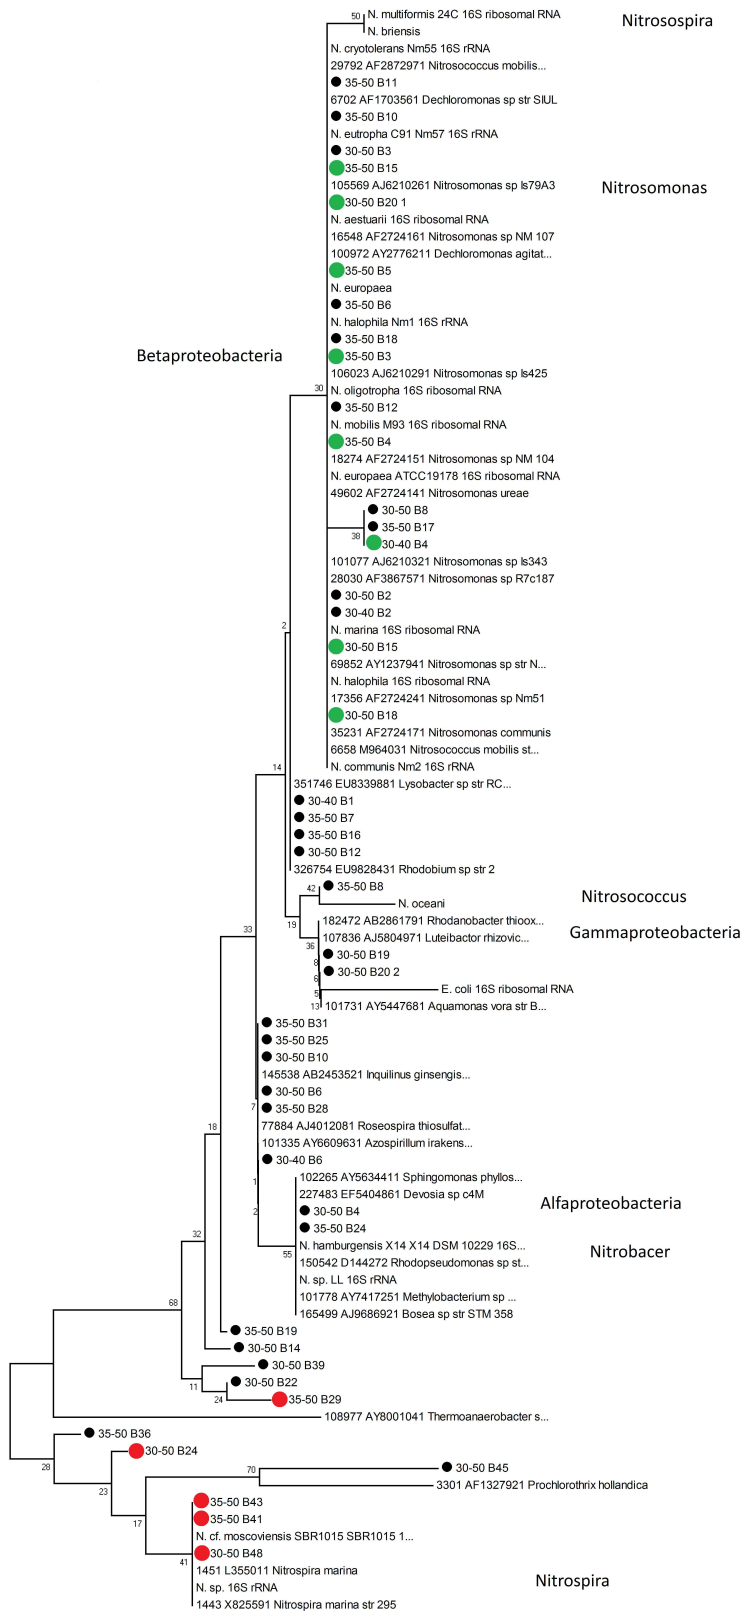 50 N. multiformis 24C 16S ribosomal RNA
Nitrosospira
N. briensis
N. cryotolerans Nm55 16S rRNA
29792 AF2872971 Nitrosococcus mobilis...
35-50 B11
6702 AF1703561 Dechloromonas sp str SIUL
35-50 B10
N. eutropha C91 Nm57 16S rRNA
30-50 B3
35-50 B15
105569 AJ6210261 Nitrosomonas sp Is79A3
Nitrosomonas
30-50 B20 1
N. aestuarii 16S ribosomal RNA
16548 AF2724161 Nitrosomonas sp NM 107
100972 AY2776211 Dechloromonas agitat...
35-50 B5
N. europaea
35-50 B6
N. halophila Nm1 16S rRNA
35-50 B18
Betaproteobacteria
35-50 B3
106023 AJ6210291 Nitrosomonas sp Is425
30 N. oligotropha 16S ribosomal RNA
35-50 B12
N. mobilis M93 16S ribosomal RNA
35-50 B4
18274 AF2724151 Nitrosomonas sp NM 104
N. europaea ATCC19178 16S ribosomal RNA
49602 AF2724141 Nitrosomonas ureae
30-50 B8
35-50 B17
38 30-40 B4
101077 AJ6210321 Nitrosomonas sp Is343
28030 AF3867571 Nitrosomonas sp R7c187
30-50 B2
30-40 B2
2 N. marina 16S ribosomal RNA
30-50 B15
69852 AY1237941 Nitrosomonas sp str N...
N. halophila 16S ribosomal RNA
17356 AF2724241 Nitrosomonas sp Nm51
30-50 B18
35231 AF2724171 Nitrosomonas communis
6658 M964031 Nitrosococcus mobilis st...
14 N. communis Nm2 16S rRNA
351746 EU8339881 Lysobacter sp str RC...
30-40 B1
35-50 B7
35-50 B16
30-50 B12
326754 EU9828431 Rhodobium sp str 2
42 35-50 B8
Nitrosococcus
N. oceani
19 182472 AB2861791 Rhodanobacter thioox...
33 107836 AJ5804971 Luteibactor rhizovic...
Gammaproteobacteria
36
30-50 B19
8
30-50 B20 2
6
5 E. coli 16S ribosomal RNA
13 101731 AY5447681 Aquamonas vora str B...
35-50 B31
35-50 B25
30-50 B10
145538 AB2453521 Inquilinus ginsengis...
30-50 B6
7 35-50 B28
18 77884 AJ4012081 Roseospira thiosulfat...
101335 AY6609631 Azospirillum irakens...
30-40 B6
1 102265 AY5634411 Sphingomonas phyllos...
227483 EF5404861 Devosia sp c4M
Alfaproteobacteria
2 30-50 B4
35-50 B24
32
55 N. hamburgensis X14 X14 DSM 10229 16S...
Nitrobacer
150542 D144272 Rhodopseudomonas sp st...
N. sp. LL 16S rRNA
101778 AY7417251 Methylobacterium sp ...
68 165499 AJ9686921 Bosea sp str STM 358
35-50 B19
30-50 B14
30-50 B39
11 30-50 B22
24 35-50 B29
108977 AY8001041 Thermoanaerobacter s...
35-50 B36
30-50 B24
28
70 30-50 B45
23 3301 AF1327921 Prochlorothrix hollandica
35-50 B43
17 35-50 B41
N. cf. moscoviensis SBR1015 SBR1015 1...
41 30-50 B48
1451 L355011 Nitrospira marina
Nitrospira
N. sp. 16S rRNA
1443 X825591 Nitrospira marina str 295